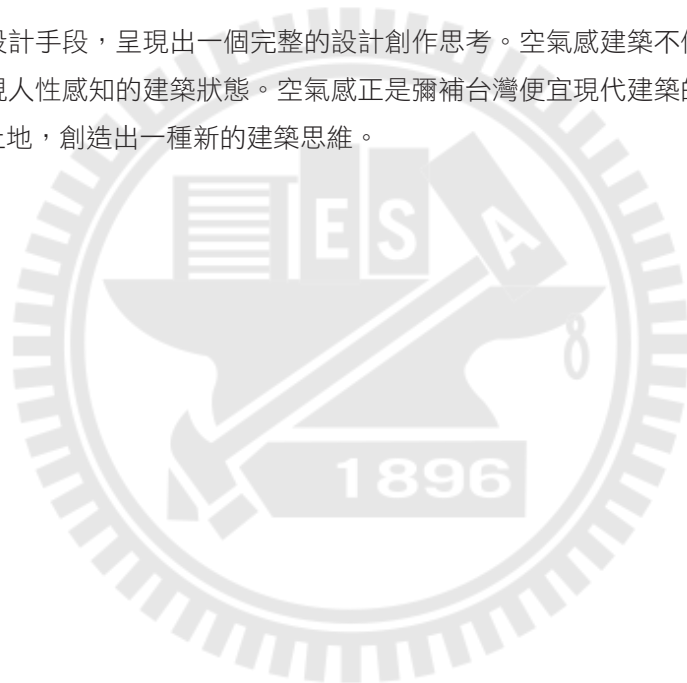 設計手段，呈現出一個完整的設計創作思考。空氣感建築不
現人性感知的建築狀態。空氣感正是彌補台灣便宜現代建築的
土地，創造出一種新的建築思維。
E S A
1896